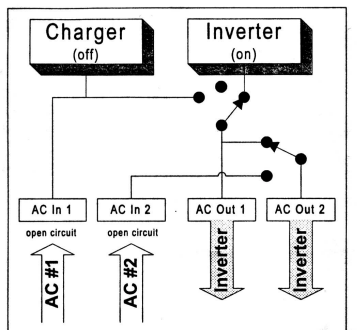 Charger
(off)
Inverter
(on)
AC In 1
AC In 2
AC Out 1
AC Out 2
open circuit
open circuit
AC #1
AC #2
Inverter
Inverter